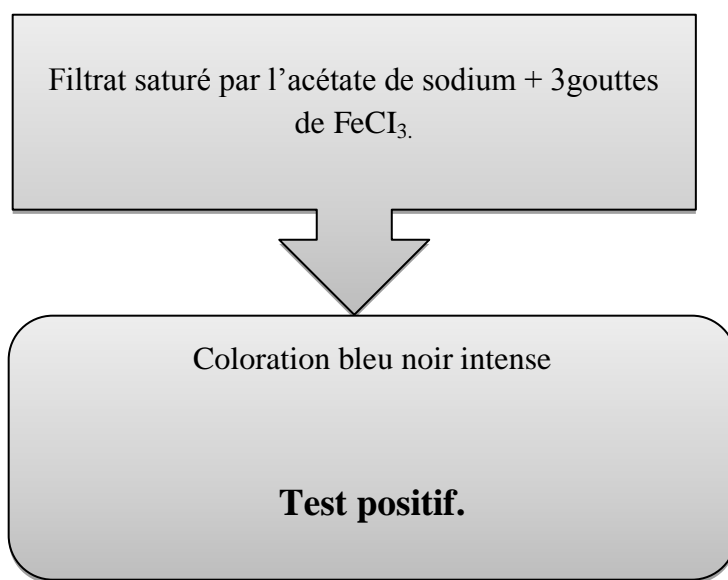 Filtrat saturé par l’acétate de sodium + 3gouttes
de FeCI₃.
Coloration bleu noir intense
Test positif.